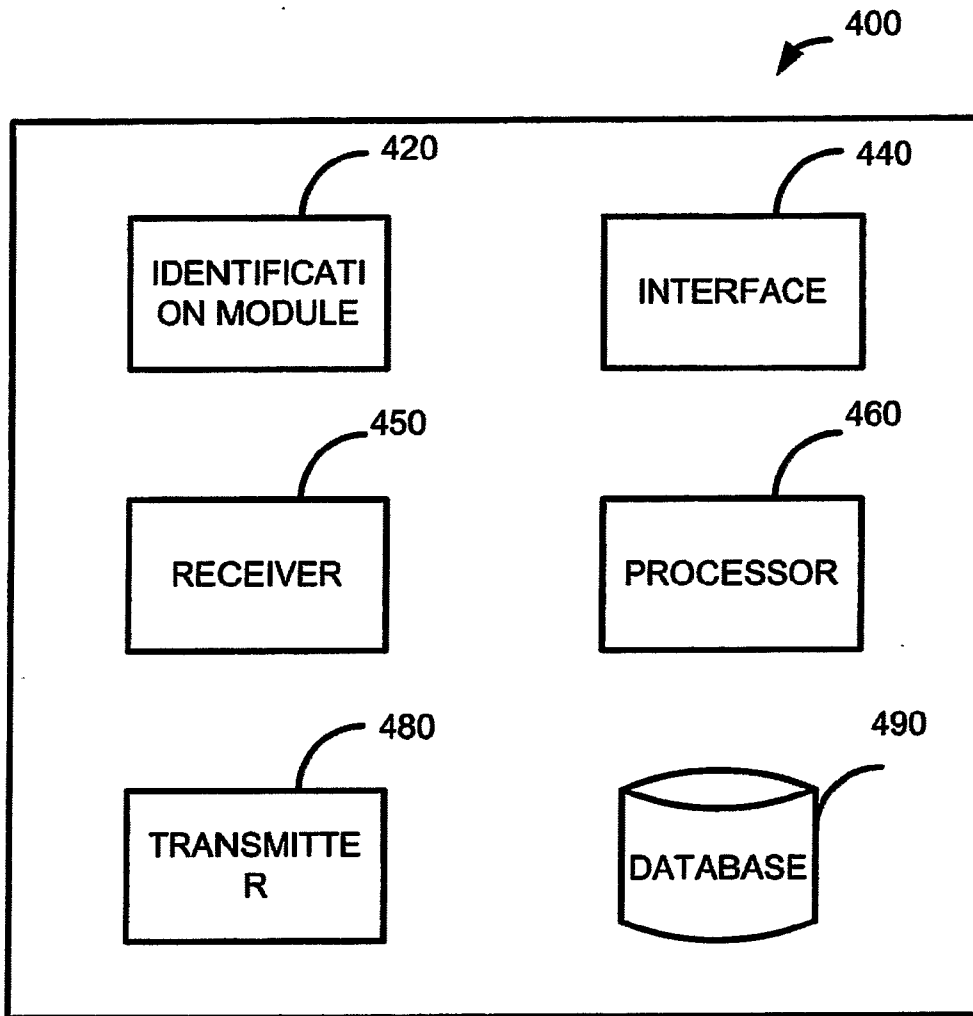 400
420
440
IDENTIFICATI
ON MODULE
INTERFACE
450
460
RECEIVER
PROCESSOR
480
490
TRANSMITTE
R
DATABASE